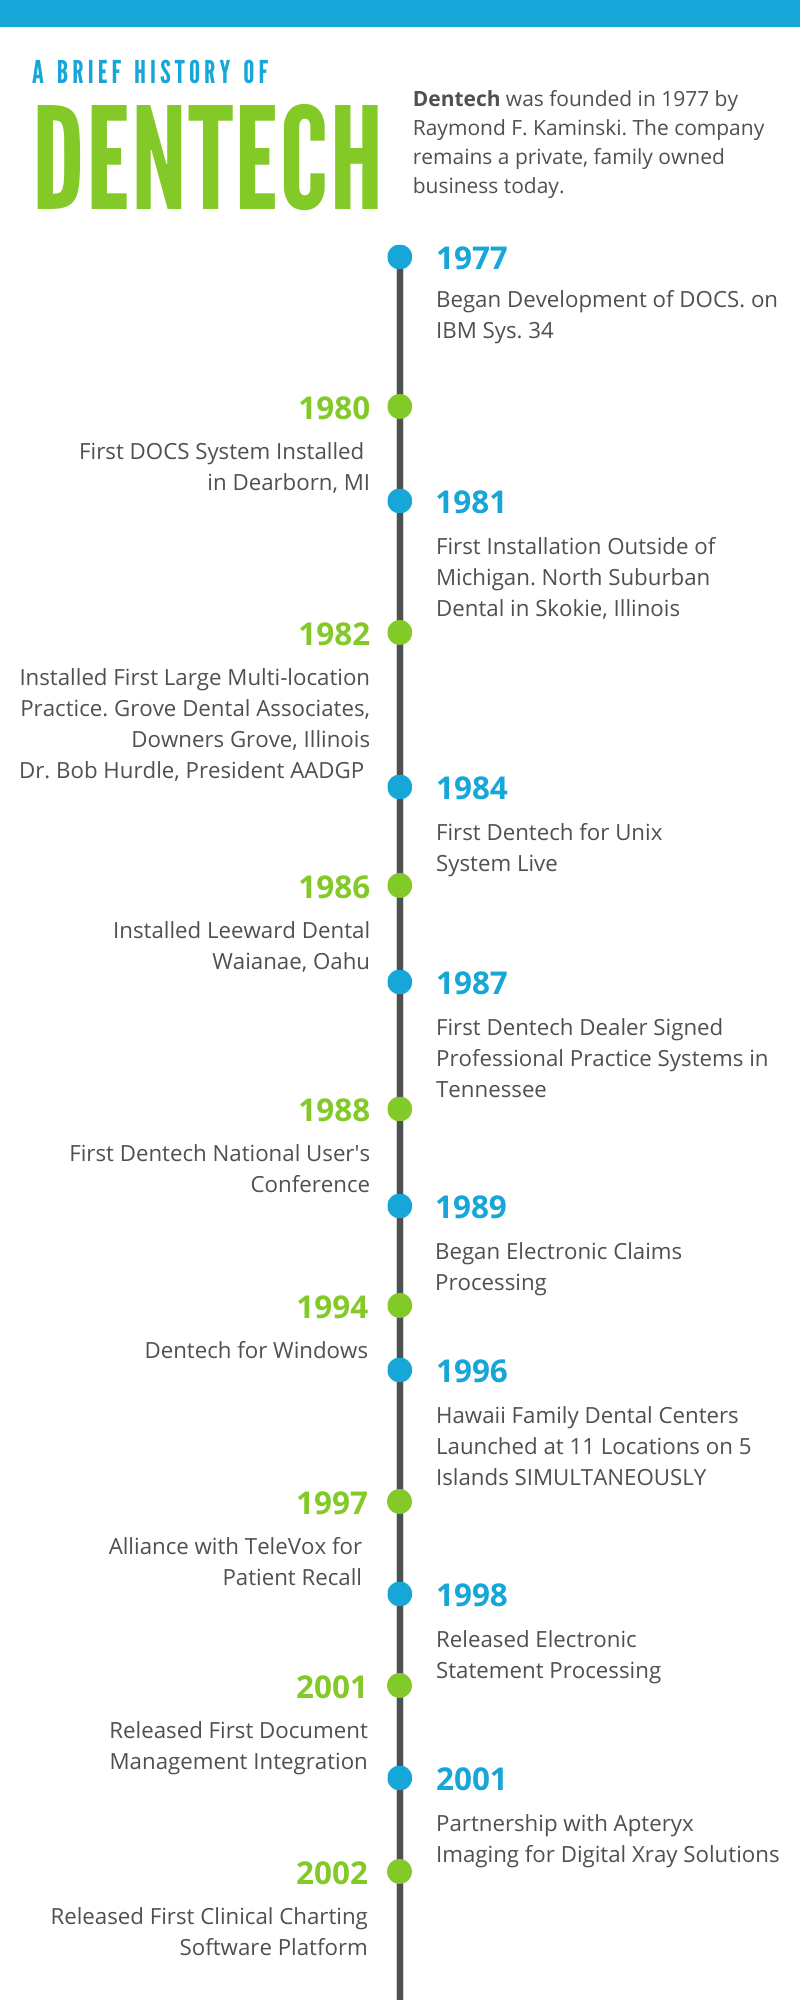 A BRIEF HISTORY OF
DENTECH
Dentech was founded in 1977 by
Raymond F. Kaminski. The company
remains a private, family owned
business today.
1977
Began Development of DOCS. on
IBM Sys. 34
1980
First DOCS System Installed
in Dearborn, MI
1981
First Installation Outside of
Michigan. North Suburban
Dental in Skokie, Illinois
1982
Installed First Large Multi-location
Practice. Grove Dental Associates,
Downers Grove, Illinois
Dr. Bob Hurdle, President AADGP
1984
First Dentech for Unix
System Live
1986
Installed Leeward Dental
Waianae, Oahu
1987
First Dentech Dealer Signed
Professional Practice Systems in
Tennessee
1988
First Dentech National User's
Conference
1989
Began Electronic Claims
Processing
1994
Dentech for Windows
1996
Hawaii Family Dental Centers
Launched at 11 Locations on 5
Islands SIMULTANEOUSLY
1997
Alliance with TeleVox for
Patient Recall
1998
Released Electronic
Statement Processing
2001
Released First Document
Management Integration
2001
Partnership with Apteryx
Imaging for Digital Xray Solutions
2002
Released First Clinical Charting
Software Platform